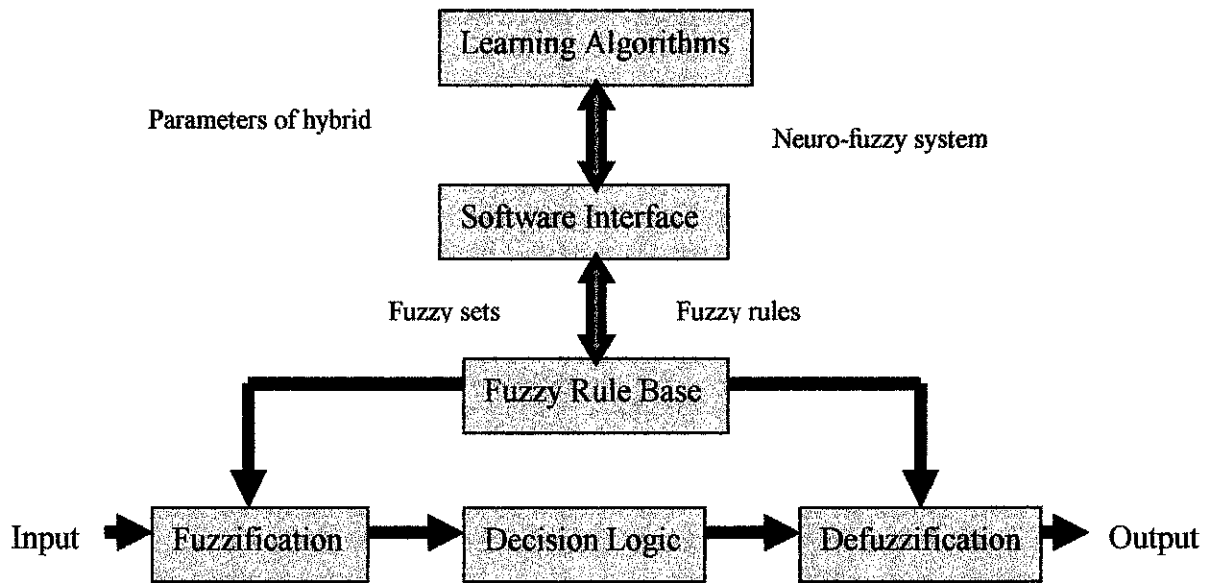 Learning Algorithms
Parameters of hybrid
Neuro-fuzzy system
Software Interface
Fuzzy sets
Fuzzy rules
Fuzzy Rule Base
Input
Fuzzification
Decision Logic
Defuzzification
Output